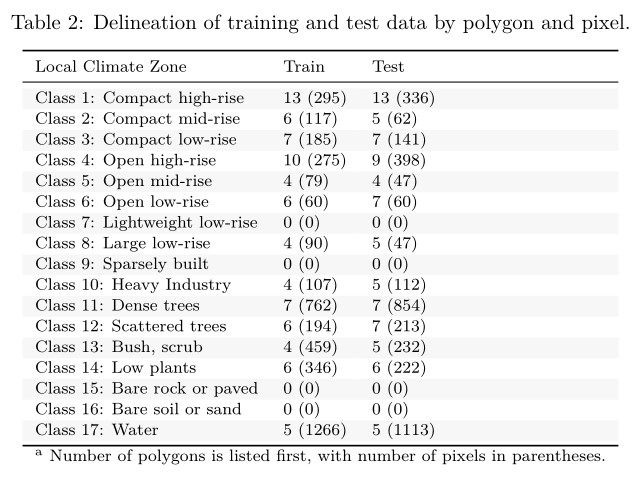 Table 2: Delineation of training and test data by polygon and pixel.
Local Climate Zone Train Test
Class 1: Compact high-rise 13 (295) 13 (336)
Class 2: Compact mid-rise 6 (117) 5 (62)
Class 3: Compact low-rise 7 (185) 7 (141)
Class 4: Open high-rise 10 (275) 9 (398)
Class 5: Open mid-rise 4 (79) 4 (47)
Class 6: Open low-rise 6 (60) 7 (60)
Class 7: Lightweight low-rise 0 (0) 0 (0)
Class 8: Large low-rise 4 (90) 5 (47)
Class 9: Sparsely built 0 (0) 0 (0)
Class 10: Heavy Industry 4 (107) 5 (112)
Class 11: Dense trees 7 (762) 7 (854)
Class 12: Scattered trees 6 (194) 7 (213)
Class 13: Bush, scrub 4 (459) 5 (232)
Class 14: Low plants 6 (346) 6 (222)
Class 15: Bare rock or paved 0 (0) 0 (0)
Class 16: Bare soil or sand 0 (0) 0 (0)
Class 17: Water 5 (1266) 5 (1113)
a Number of polygons is listed first, with number of pixels in parentheses.